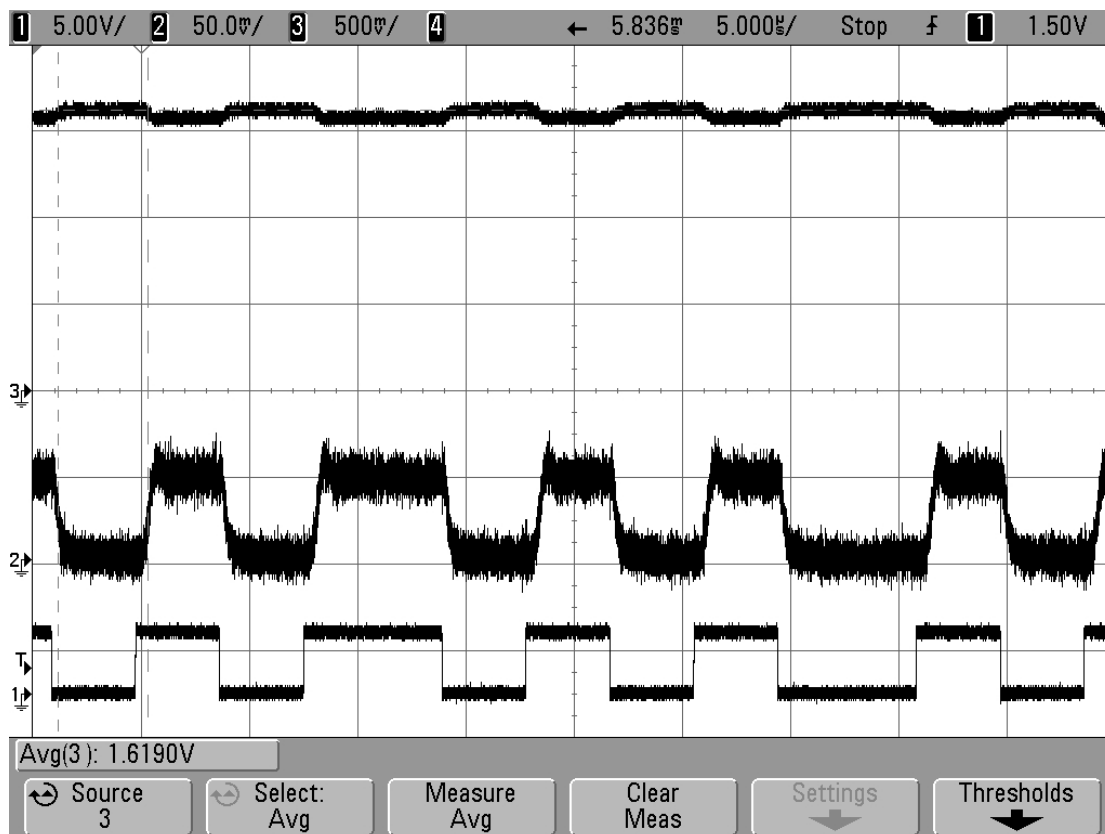 1 5.00V/ 2 50.0mV/ 3 500mV/ 4 5.836ms 5.000us/ Stop 1 1.50V
3
2
T
1
Avg(3): 1.6190V
Source Select: Measure Clear Settings Thresholds
3 Avg Avg Meas